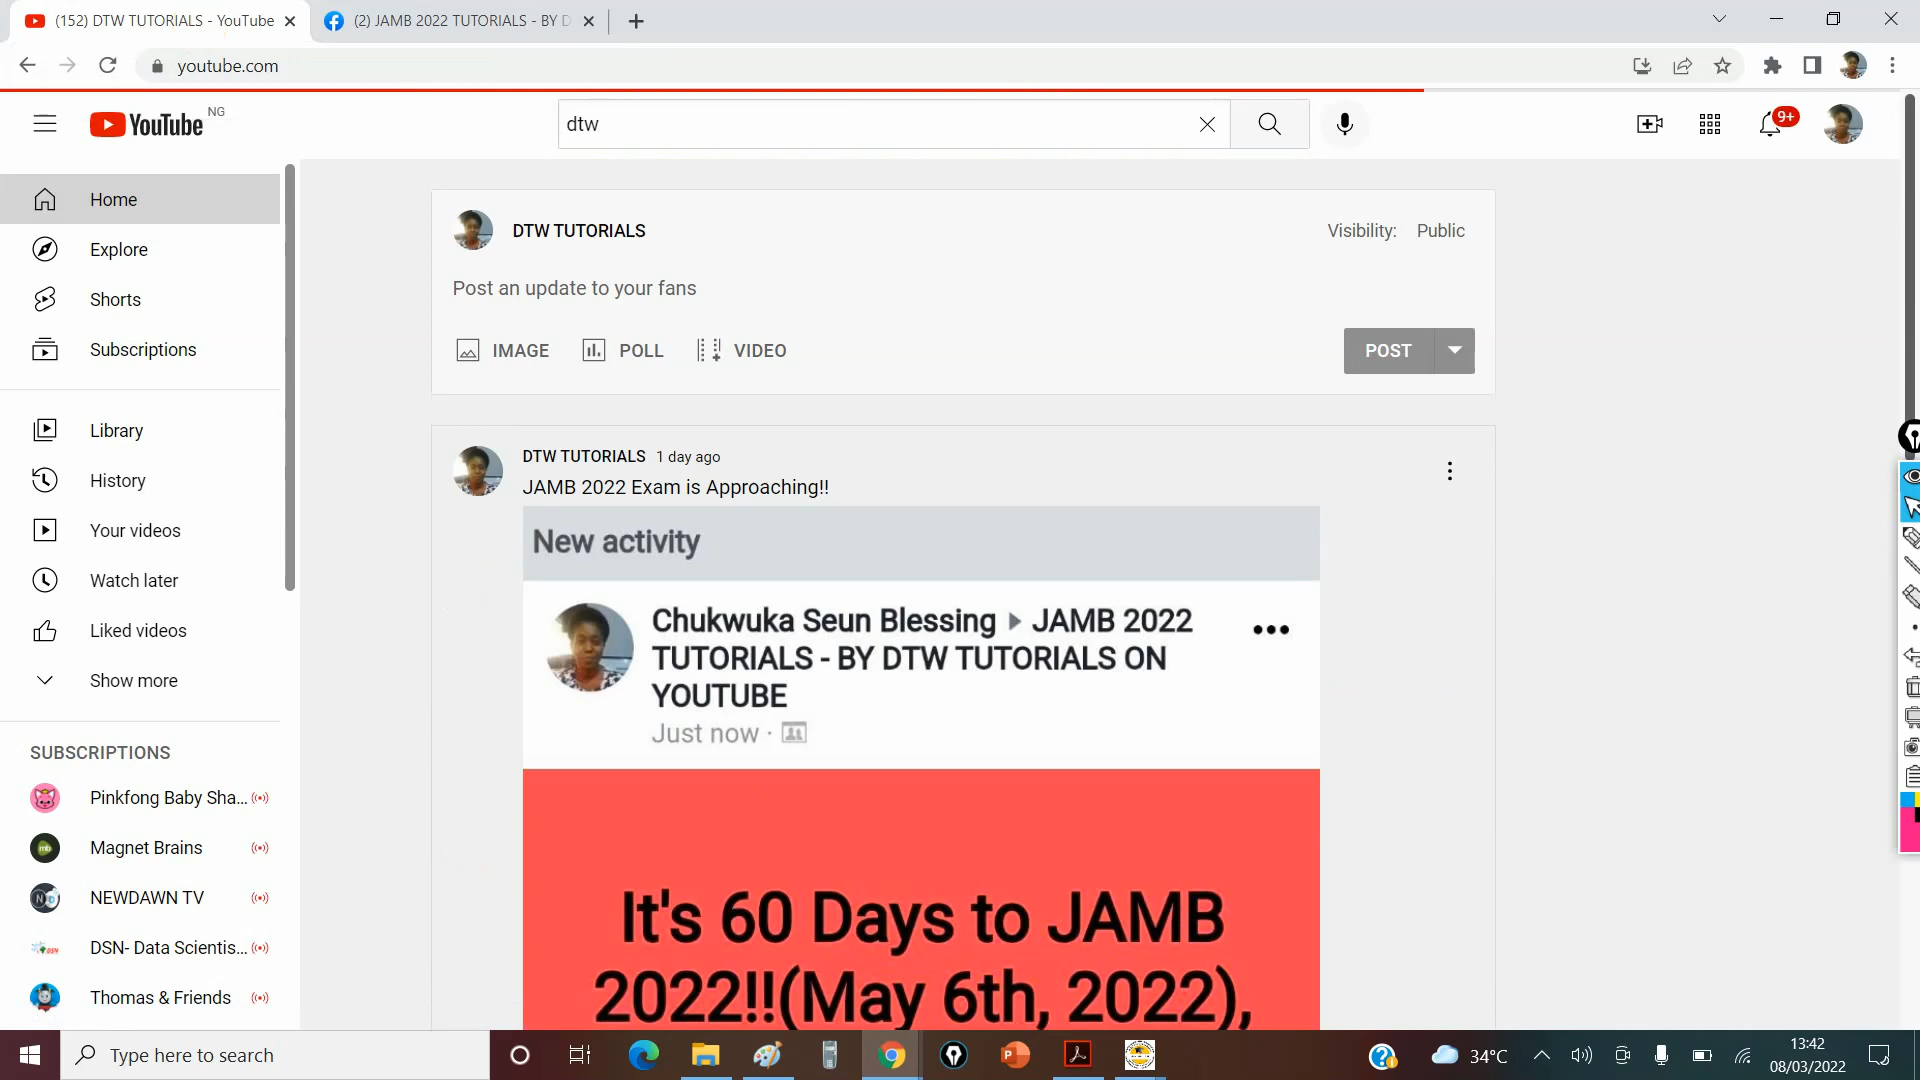 (152) DTW TUTORIALS - YouTube
(2) JAMB 2022 TUTORIALS - BY D
youtube.com
YouTube NG
dtw
9+
Home
Explore
Shorts
Subscriptions
Library
History
Your videos
Watch later
Liked videos
Show more
SUBSCRIPTIONS
Pinkfong Baby Sha...
Magnet Brains
NEWDAWN TV
DSN- Data Scientis...
Thomas & Friends
DTW TUTORIALS
Visibility: Public
Post an update to your fans
IMAGE POLL VIDEO
POST
DTW TUTORIALS 1 day ago
JAMB 2022 Exam is Approaching!!
New activity
Chukwuka Seun Blessing ▸ JAMB 2022
TUTORIALS - BY DTW TUTORIALS ON
YOUTUBE
Just now ·
It's 60 Days to JAMB
2022!!(May 6th, 2022),
Type here to search
34°C
13:42
08/03/2022